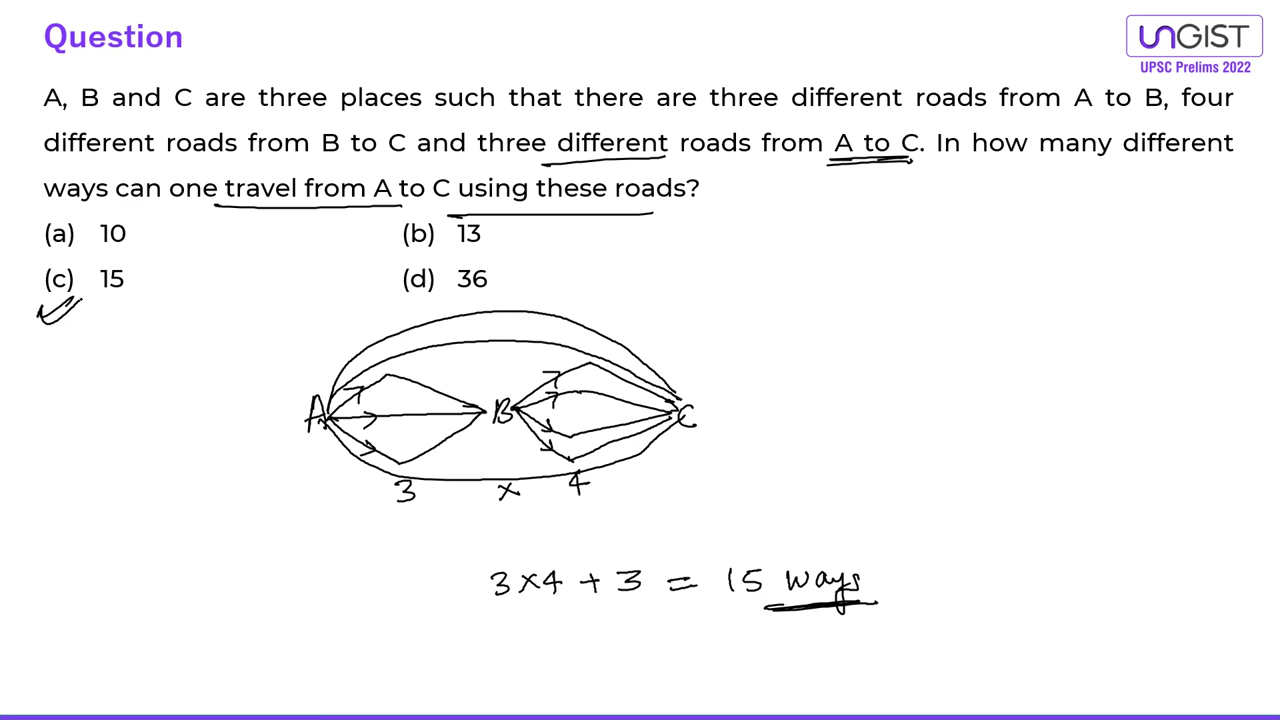 Question
UNGIST
UPSC Prelims 2022
A, B and C are three places such that there are three different roads from A to B, four
different roads from B to C and three different roads from A to C. In how many different
ways can one travel from A to C using these roads?
(a) 10 (b) 13
(c) 15 (d) 36
A B C
3 x 4
3x4 + 3 = 15 ways